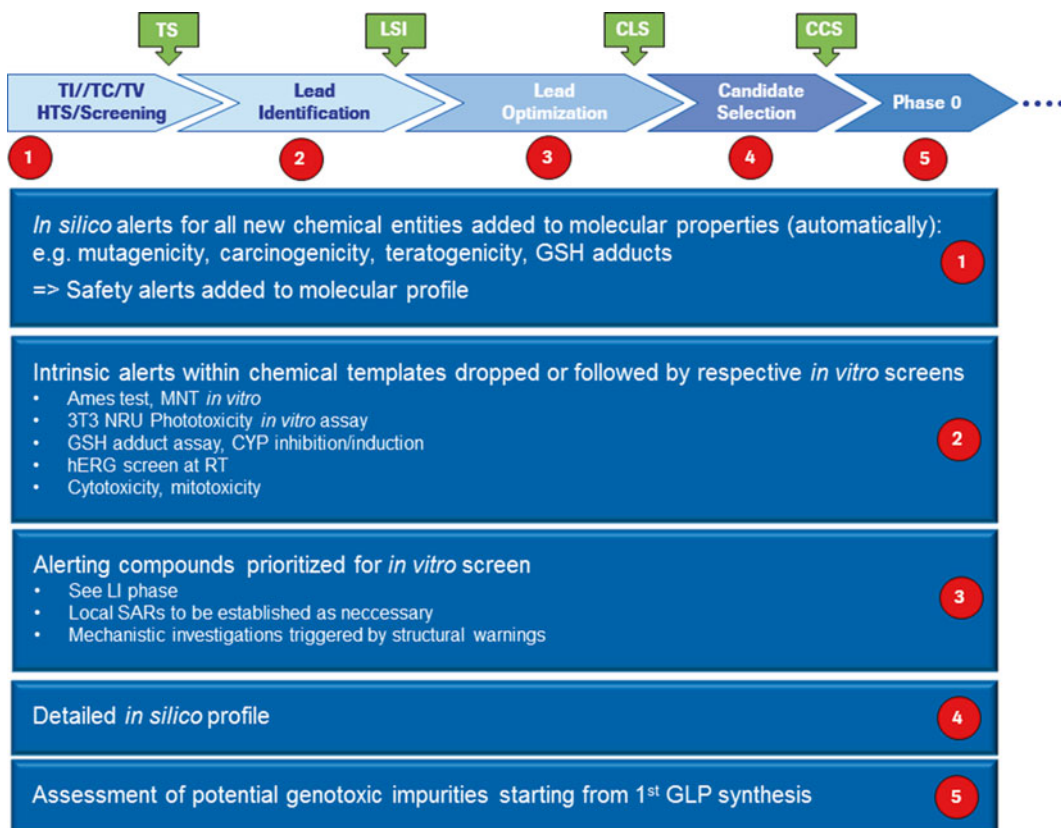 TS
LSI
CLS
CCS
TI//TC/TV
HTS/Screening
Lead
Identification
Lead
Optimization
Candidate
Selection
Phase 0
1
2
3
4
5
In silico alerts for all new chemical entities added to molecular properties (automatically):
e.g. mutagenicity, carcinogenicity, teratogenicity, GSH adducts
=> Safety alerts added to molecular profile
1
Intrinsic alerts within chemical templates dropped or followed by respective in vitro screens
• Ames test, MNT in vitro
• 3T3 NRU Phototoxicity in vitro assay
• GSH adduct assay, CYP inhibition/induction
• hERG screen at RT
• Cytotoxicity, mitotoxicity
2
Alerting compounds prioritized for in vitro screen
• See LI phase
• Local SARs to be established as neccessary
• Mechanistic investigations triggered by structural warnings
3
Detailed in silico profile
4
Assessment of potential genotoxic impurities starting from 1st GLP synthesis
5